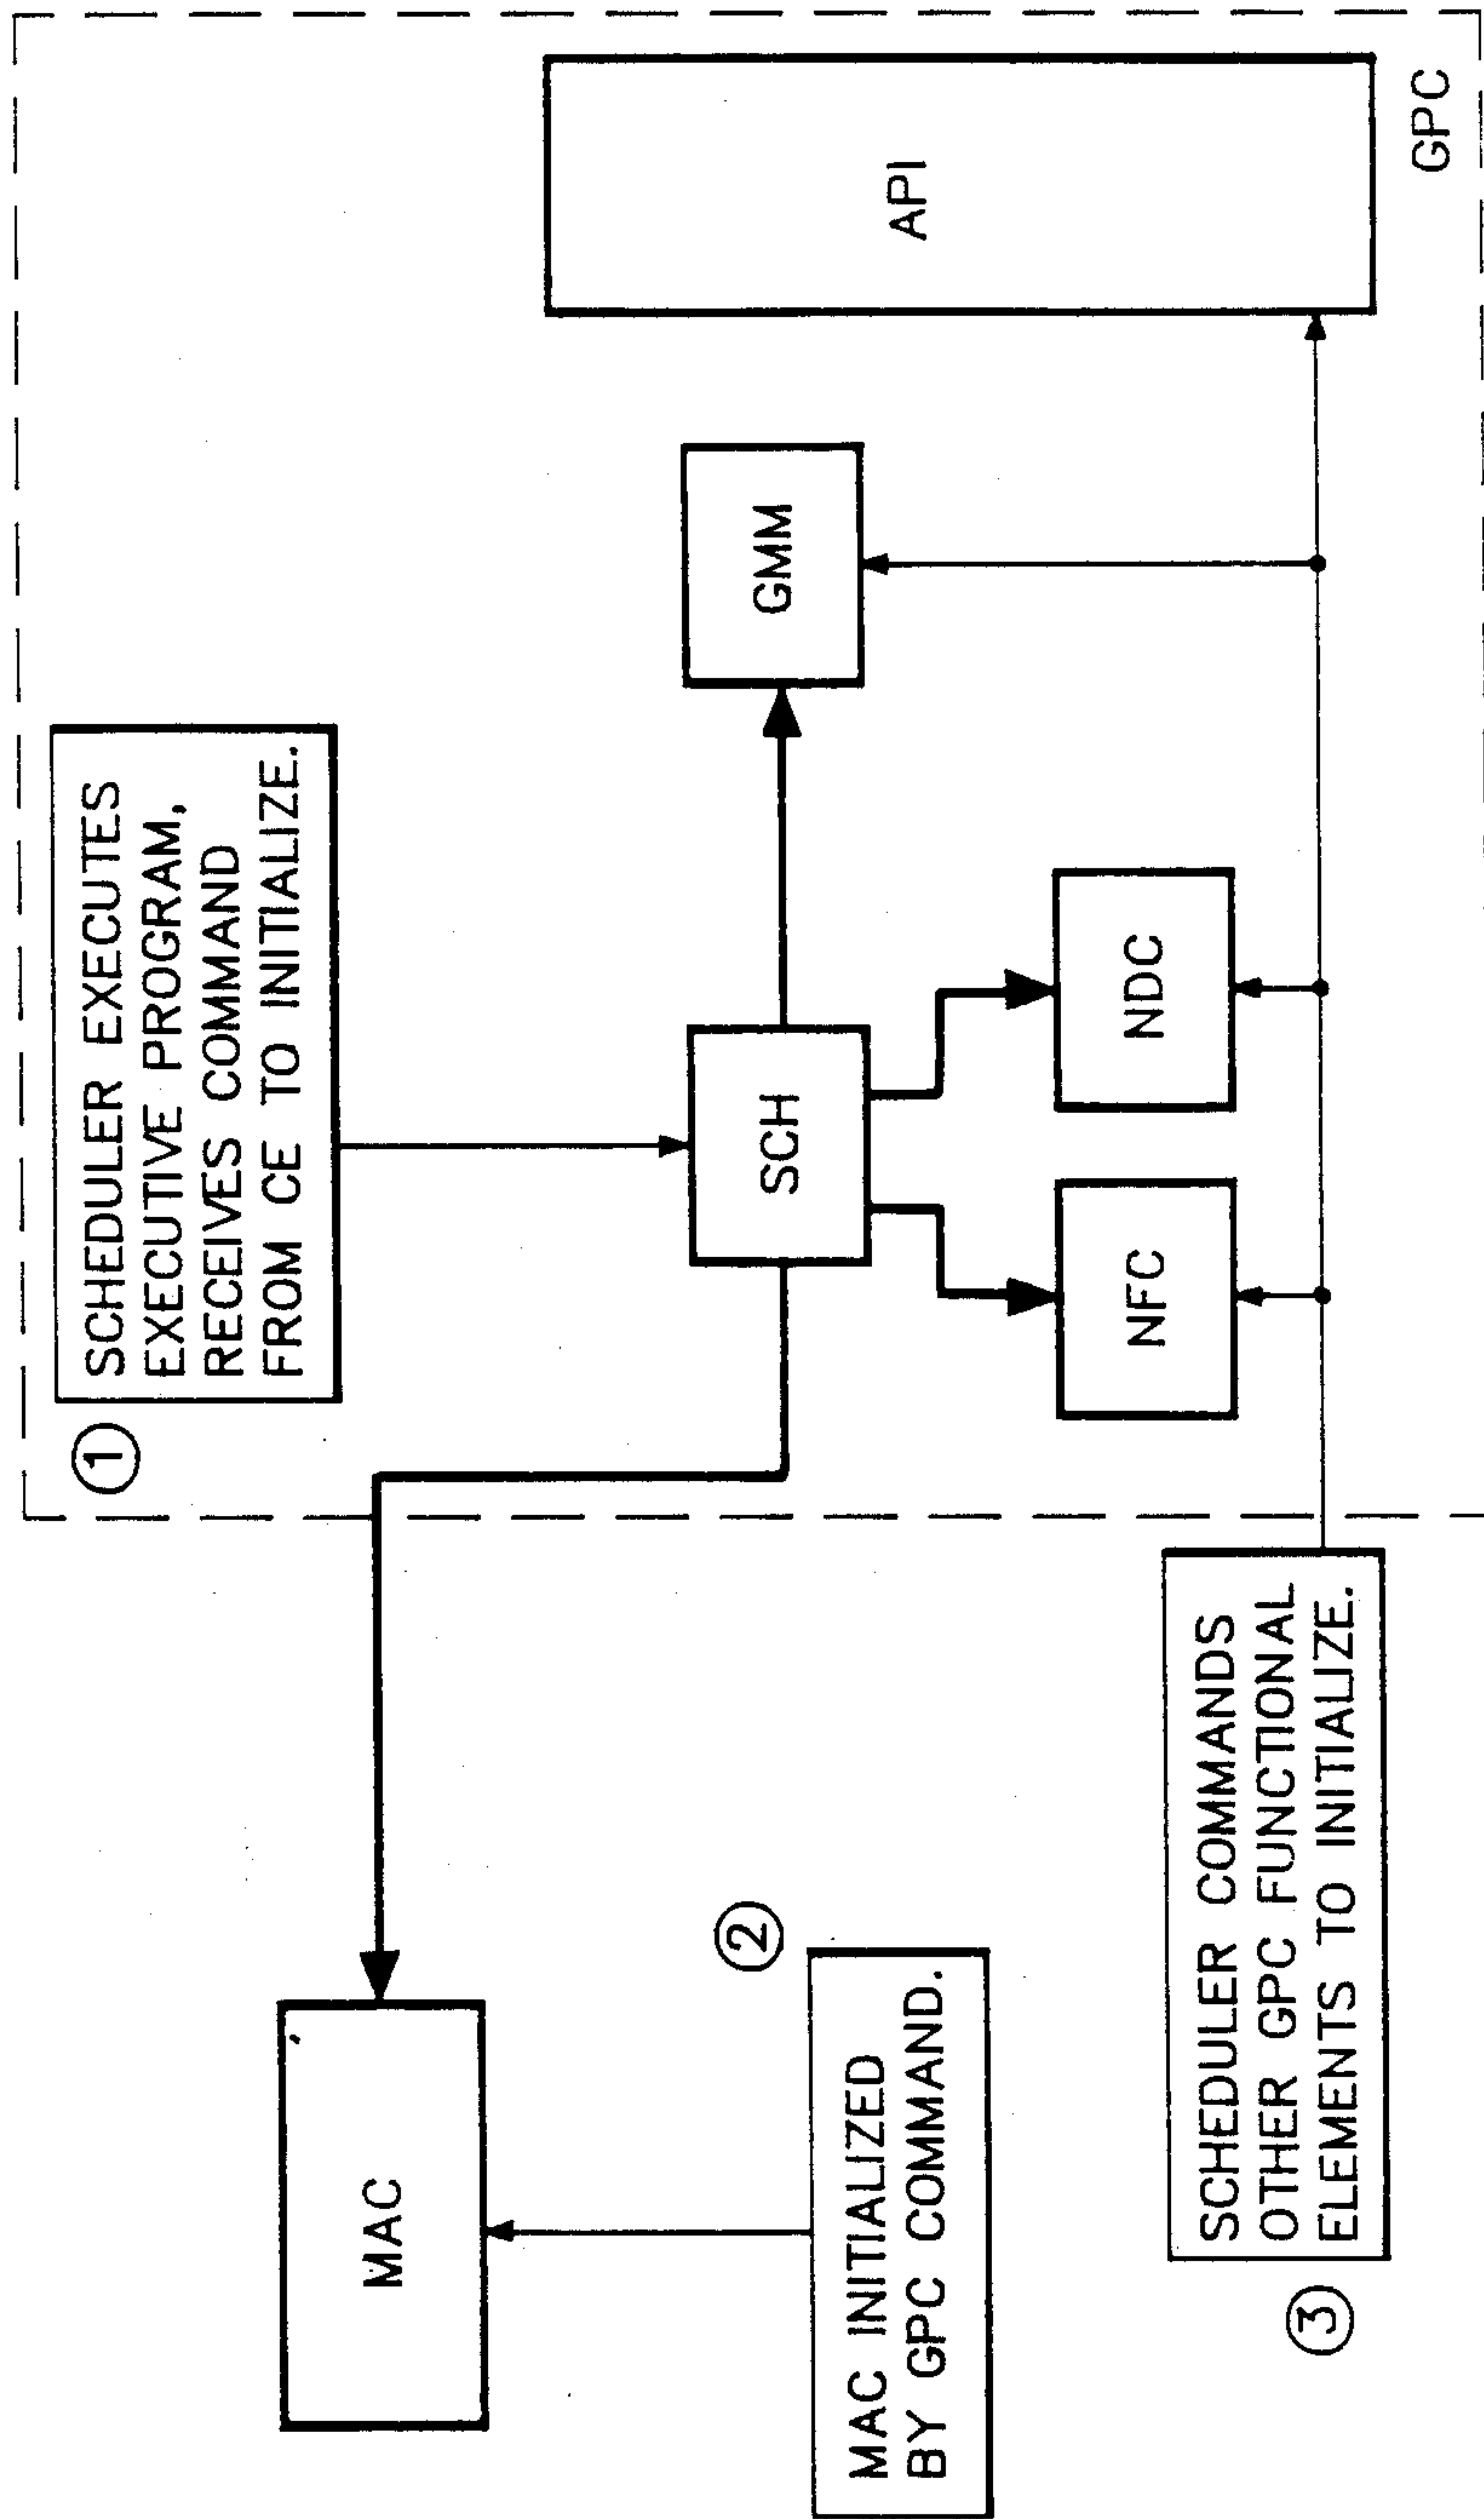 ①
SCHEDULER EXECUTES
EXECUTIVE PROGRAM,
RECEIVES COMMAND
FROM CE TO INITIALIZE.
MAC
②
MAC INITIALIZED
BY GPC COMMAND.
SCH
GMM
API
NFC
NDC
③
SCHEDULER COMMANDS
OTHER GPC FUNCTIONAL
ELEMENTS TO INITIALIZE.
GPC